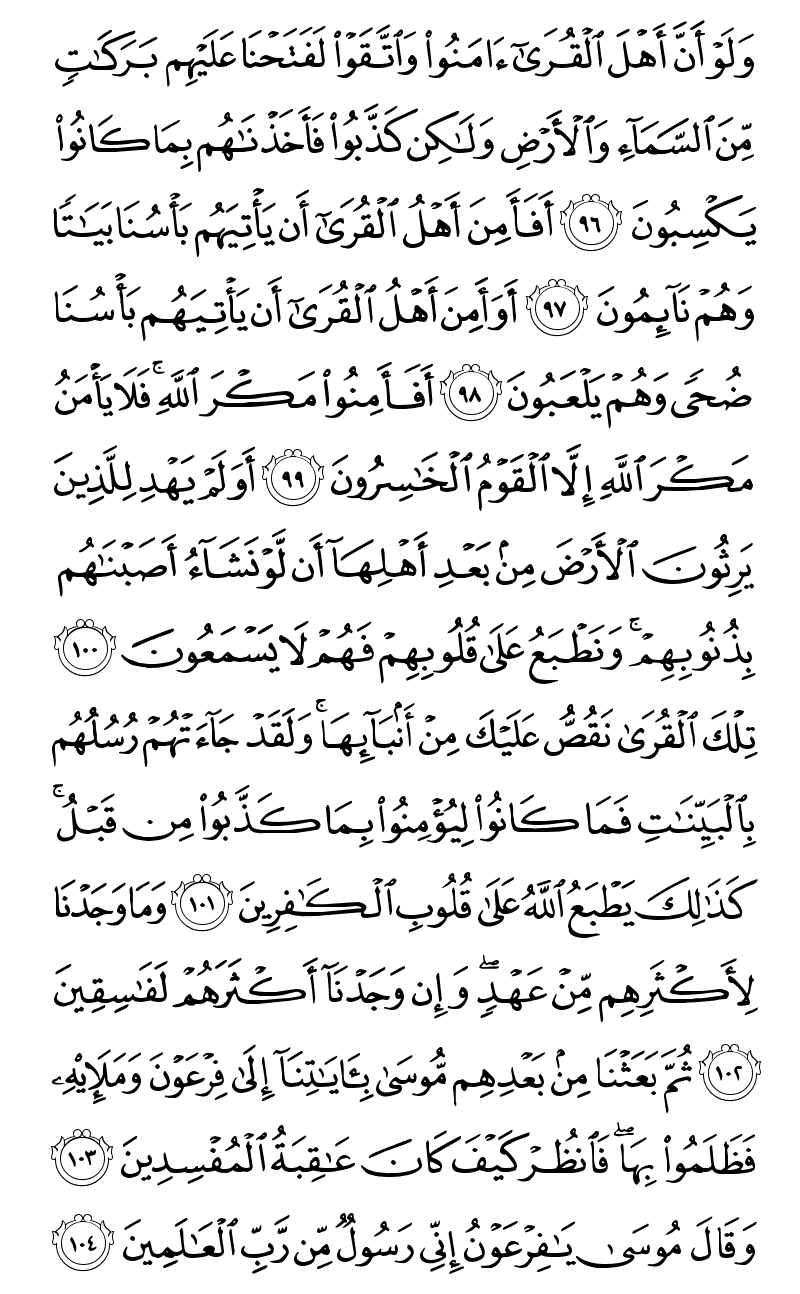 وَلَوۡ أَنَّ أَهۡلَ ٱلۡقُرَىٰٓ ءَامَنُواْ وَٱتَّقَوۡاْ لَفَتَحۡنَا عَلَيۡهِم بَرَكَٰتٖ
مِّنَ ٱلسَّمَآءِ وَٱلۡأَرۡضِ وَلَٰكِن كَذَّبُواْ فَأَخَذۡنَٰهُم بِمَا كَانُواْ
يَكۡسِبُونَ ٩٦ أَفَأَمِنَ أَهۡلُ ٱلۡقُرَىٰٓ أَن يَأۡتِيَهُم بَأۡسُنَا بَيَٰتٗا
وَهُمۡ نَآئِمُونَ ٩٧ أَوَأَمِنَ أَهۡلُ ٱلۡقُرَىٰٓ أَن يَأۡتِيَهُم بَأۡسُنَا
ضُحٗى وَهُمۡ يَلۡعَبُونَ ٩٨ أَفَأَمِنُواْ مَكۡرَ ٱللَّهِۚ فَلَا يَأۡمَنُ
مَكۡرَ ٱللَّهِ إِلَّا ٱلۡقَوۡمُ ٱلۡخَٰسِرُونَ ٩٩ أَوَلَمۡ يَهۡدِ لِلَّذِينَ
يَرِثُونَ ٱلۡأَرۡضَ مِنۢ بَعۡدِ أَهۡلِهَآ أَن لَّوۡ نَشَآءُ أَصَبۡنَٰهُم
بِذُنُوبِهِمۡۚ وَنَطۡبَعُ عَلَىٰ قُلُوبِهِمۡ فَهُمۡ لَا يَسۡمَعُونَ ١٠٠
تِلۡكَ ٱلۡقُرَىٰ نَقُصُّ عَلَيۡكَ مِنۡ أَنۢبَآئِهَاۚ وَلَقَدۡ جَآءَتۡهُمۡ رُسُلُهُم
بِٱلۡبَيِّنَٰتِ فَمَا كَانُواْ لِيُؤۡمِنُواْ بِمَا كَذَّبُواْ مِن قَبۡلُۚ
كَذَٰلِكَ يَطۡبَعُ ٱللَّهُ عَلَىٰ قُلُوبِ ٱلۡكَٰفِرِينَ ١٠١ وَمَا وَجَدۡنَا
لِأَكۡثَرِهِم مِّنۡ عَهۡدٖۖ وَإِن وَجَدۡنَآ أَكۡثَرَهُمۡ لَفَٰسِقِينَ
١٠٢ ثُمَّ بَعَثۡنَا مِنۢ بَعۡدِهِم مُّوسَىٰ بِـَٔايَٰتِنَآ إِلَىٰ فِرۡعَوۡنَ وَمَلَإِيْهِۦ
فَظَلَمُواْ بِهَاۖ فَٱنظُرۡ كَيۡفَ كَانَ عَٰقِبَةُ ٱلۡمُفۡسِدِينَ ١٠٣
وَقَالَ مُوسَىٰ يَٰفِرۡعَوۡنُ إِنِّي رَسُولٞ مِّن رَّبِّ ٱلۡعَٰلَمِينَ ١٠٤